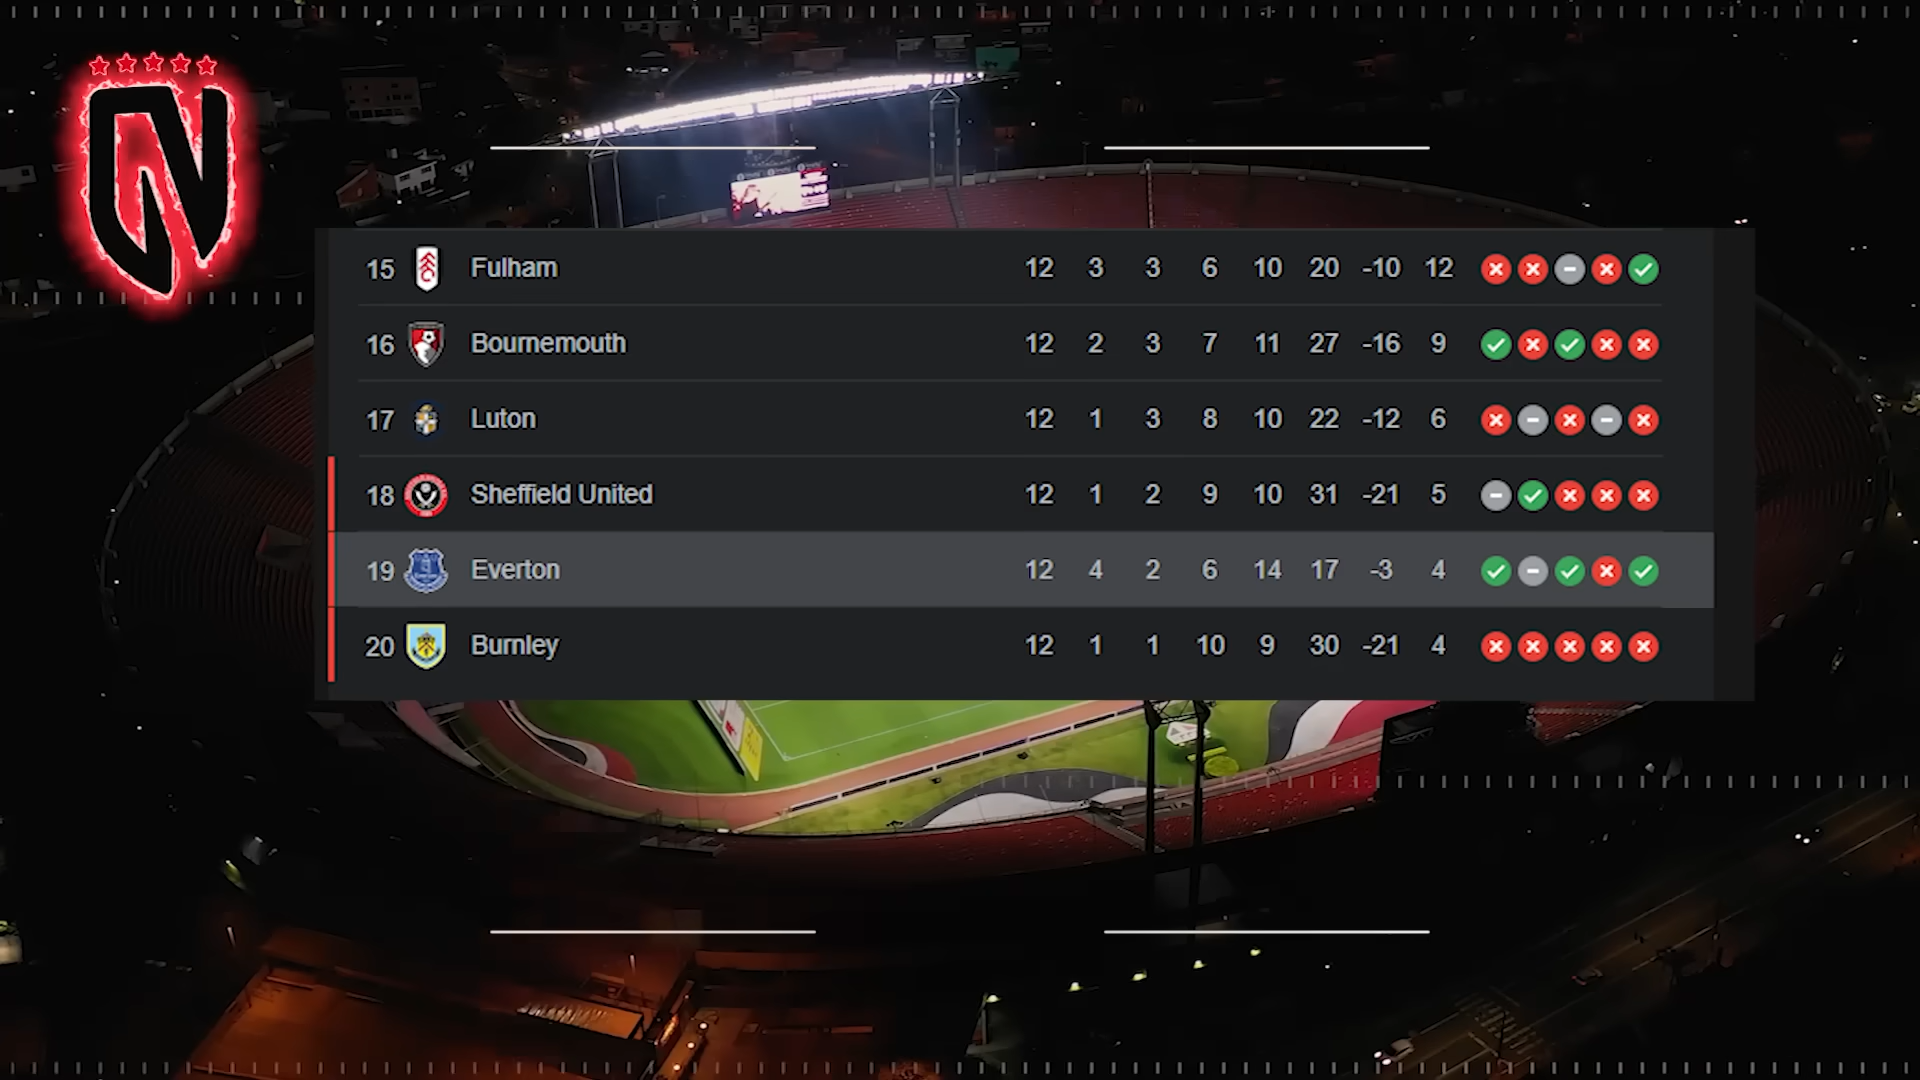 15 Fulham 12 3 3 6 10 20 -10 12
16 Bournemouth 12 2 3 7 11 27 -16 9
17 Luton 12 1 3 8 10 22 -12 6
18 Sheffield United 12 1 2 9 10 31 -21 5
19 Everton 12 4 2 6 14 17 -3 4
20 Burnley 12 1 1 10 9 30 -21 4